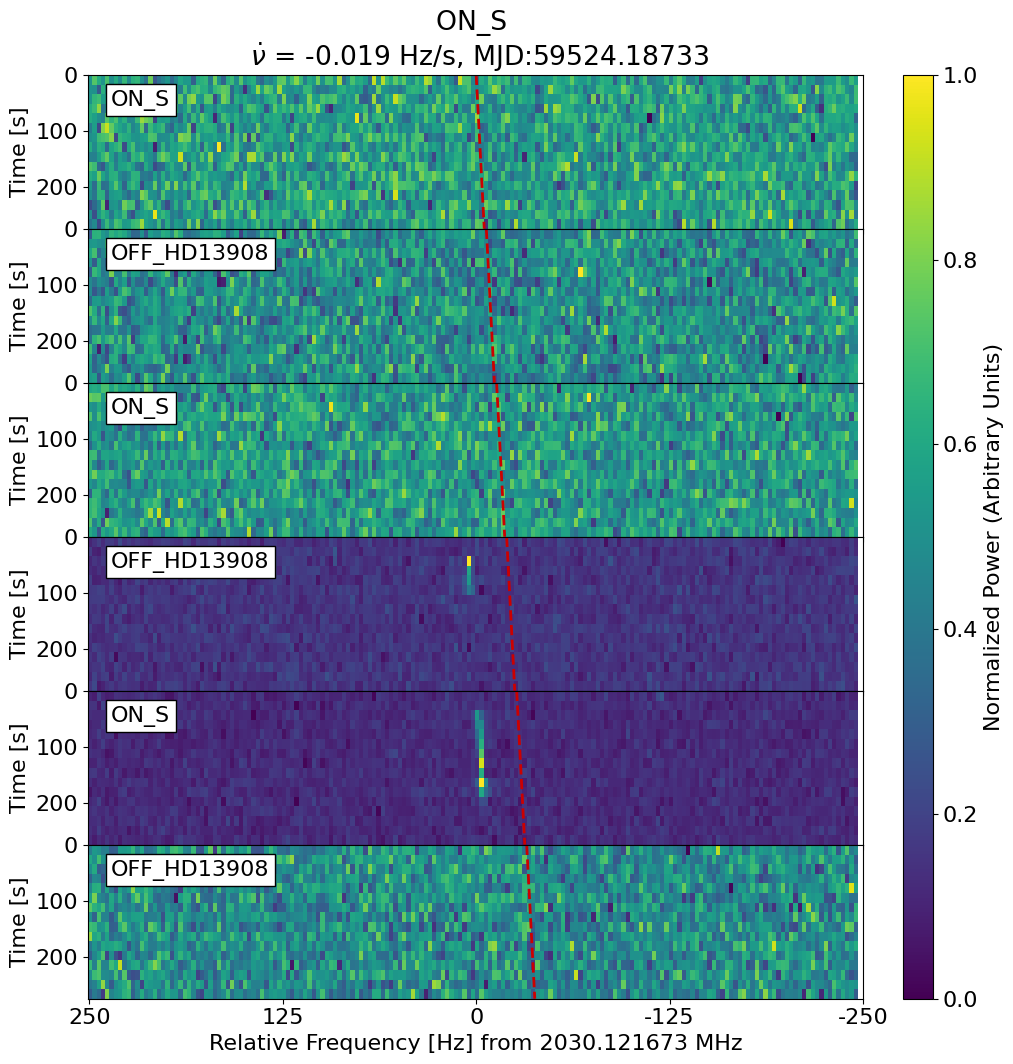 ON_S
ν̇ = -0.019 Hz/s, MJD:59524.18733
0
100
200
Time [s]
ON_S
0
100
200
Time [s]
OFF_HD13908
0
100
200
Time [s]
ON_S
0
100
200
Time [s]
OFF_HD13908
0
100
200
Time [s]
ON_S
0
100
200
Time [s]
OFF_HD13908
250
125
0
-125
-250
Relative Frequency [Hz] from 2030.121673 MHz
1.0
0.8
0.6
0.4
0.2
0.0
Normalized Power (Arbitrary Units)